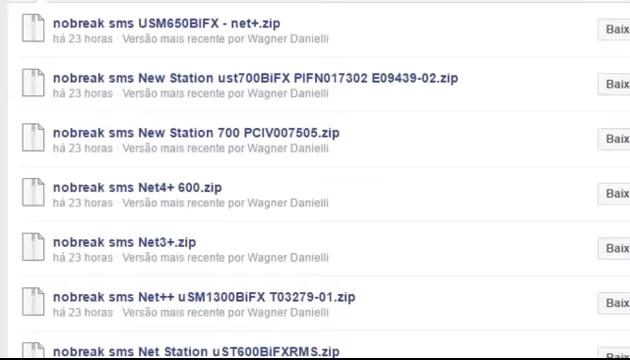 nobreak sms USM650BIFX - net+.zip
há 23 horas · Versão mais recente por Wagner Danielli
Baix
nobreak sms New Station ust700BiFX PIFN017302 E09439-02.zip
há 23 horas · Versão mais recente por Wagner Danielli
Baix
nobreak sms New Station 700 PCIV007505.zip
há 23 horas · Versão mais recente por Wagner Danielli
Baix
nobreak sms Net4+ 600.zip
há 23 horas · Versão mais recente por Wagner Danielli
Baix
nobreak sms Net3+.zip
há 23 horas · Versão mais recente por Wagner Danielli
Baix
nobreak sms Net++ uSM1300BiFX T03279-01.zip
há 23 horas · Versão mais recente por Wagner Danielli
Baix
nobreak sms Net Station uST600BiFXRMS.zip
Baix